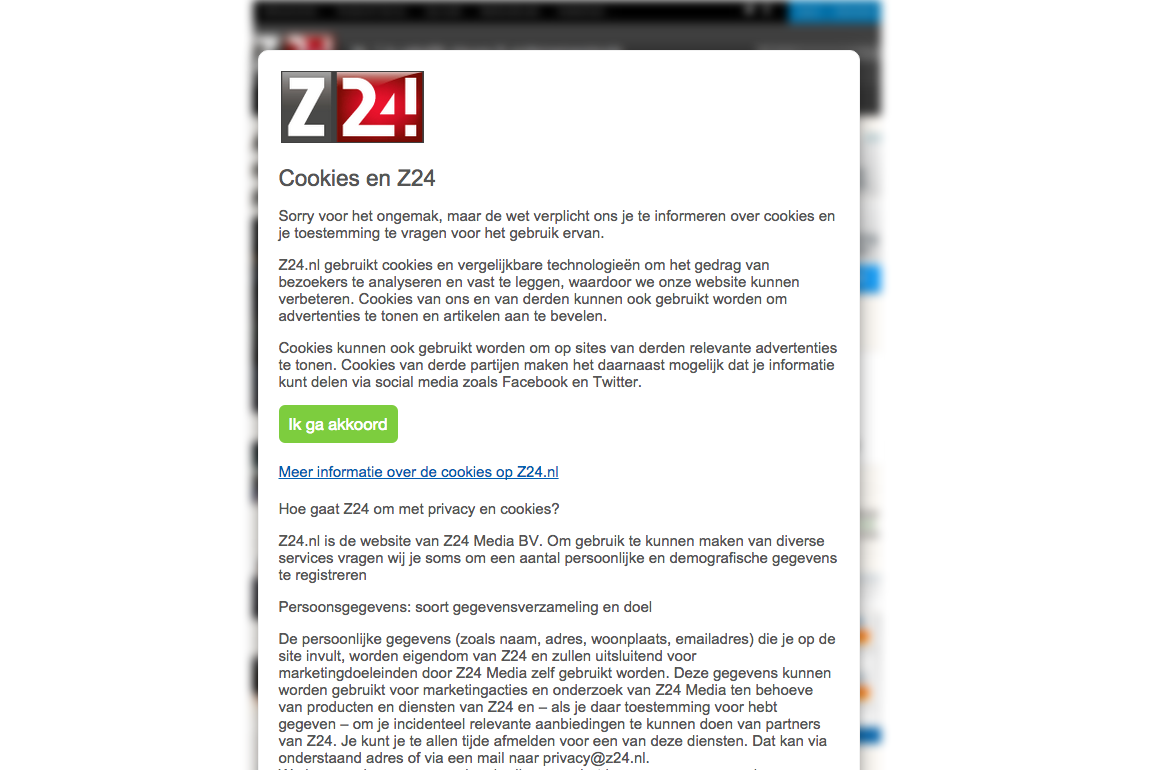 Z24!
Cookies en Z24
Sorry voor het ongemak, maar de wet verplicht ons je te informeren over cookies en
je toestemming te vragen voor het gebruik ervan.
Z24.nl gebruikt cookies en vergelijkbare technologieën om het gedrag van
bezoekers te analyseren en vast te leggen, waardoor we onze website kunnen
verbeteren. Cookies van ons en van derden kunnen ook gebruikt worden om
advertenties te tonen en artikelen aan te bevelen.
Cookies kunnen ook gebruikt worden om op sites van derden relevante advertenties
te tonen. Cookies van derde partijen maken het daarnaast mogelijk dat je informatie
kunt delen via social media zoals Facebook en Twitter.
Ik ga akkoord
Meer informatie over de cookies op Z24.nl
Hoe gaat Z24 om met privacy en cookies?
Z24.nl is de website van Z24 Media BV. Om gebruik te kunnen maken van diverse
services vragen wij je soms om een aantal persoonlijke en demografische gegevens
te registreren
Persoonsgegevens: soort gegevensverzameling en doel
De persoonlijke gegevens (zoals naam, adres, woonplaats, emailadres) die je op de
site invult, worden eigendom van Z24 en zullen uitsluitend voor
marketingdoeleinden door Z24 Media zelf gebruikt worden. Deze gegevens kunnen
worden gebruikt voor marketingacties en onderzoek van Z24 Media ten behoeve
van producten en diensten van Z24 en – als je daar toestemming voor hebt
gegeven – om je incidenteel relevante aanbiedingen te kunnen doen van partners
van Z24. Je kunt je te allen tijde afmelden voor een van deze diensten. Dat kan via
onderstaand adres of via een mail naar privacy@z24.nl.